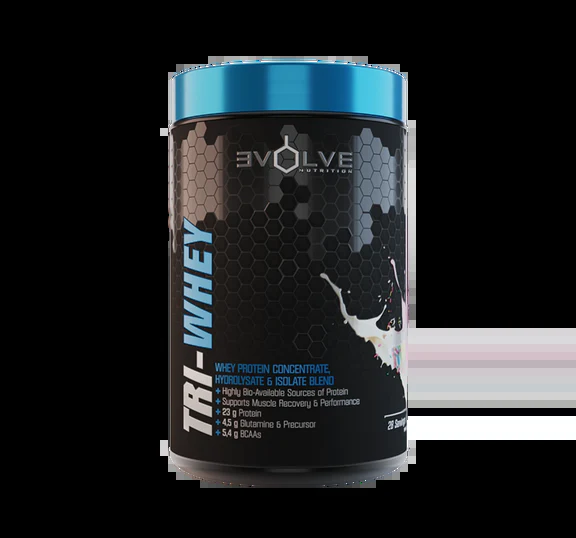 EVOLVE
NUTRITION
TRI-WHEY
WHEY PROTEIN CONCENTRATE,
HYDROLYSATE & ISOLATE BLEND
+ Highly Bio-Available Sources of Protein
+ Supports Muscle Recovery & Performance
+ 23 g Protein
+ 4,5 g Glutamine & Precursor
+ 5,4 g BCAAs